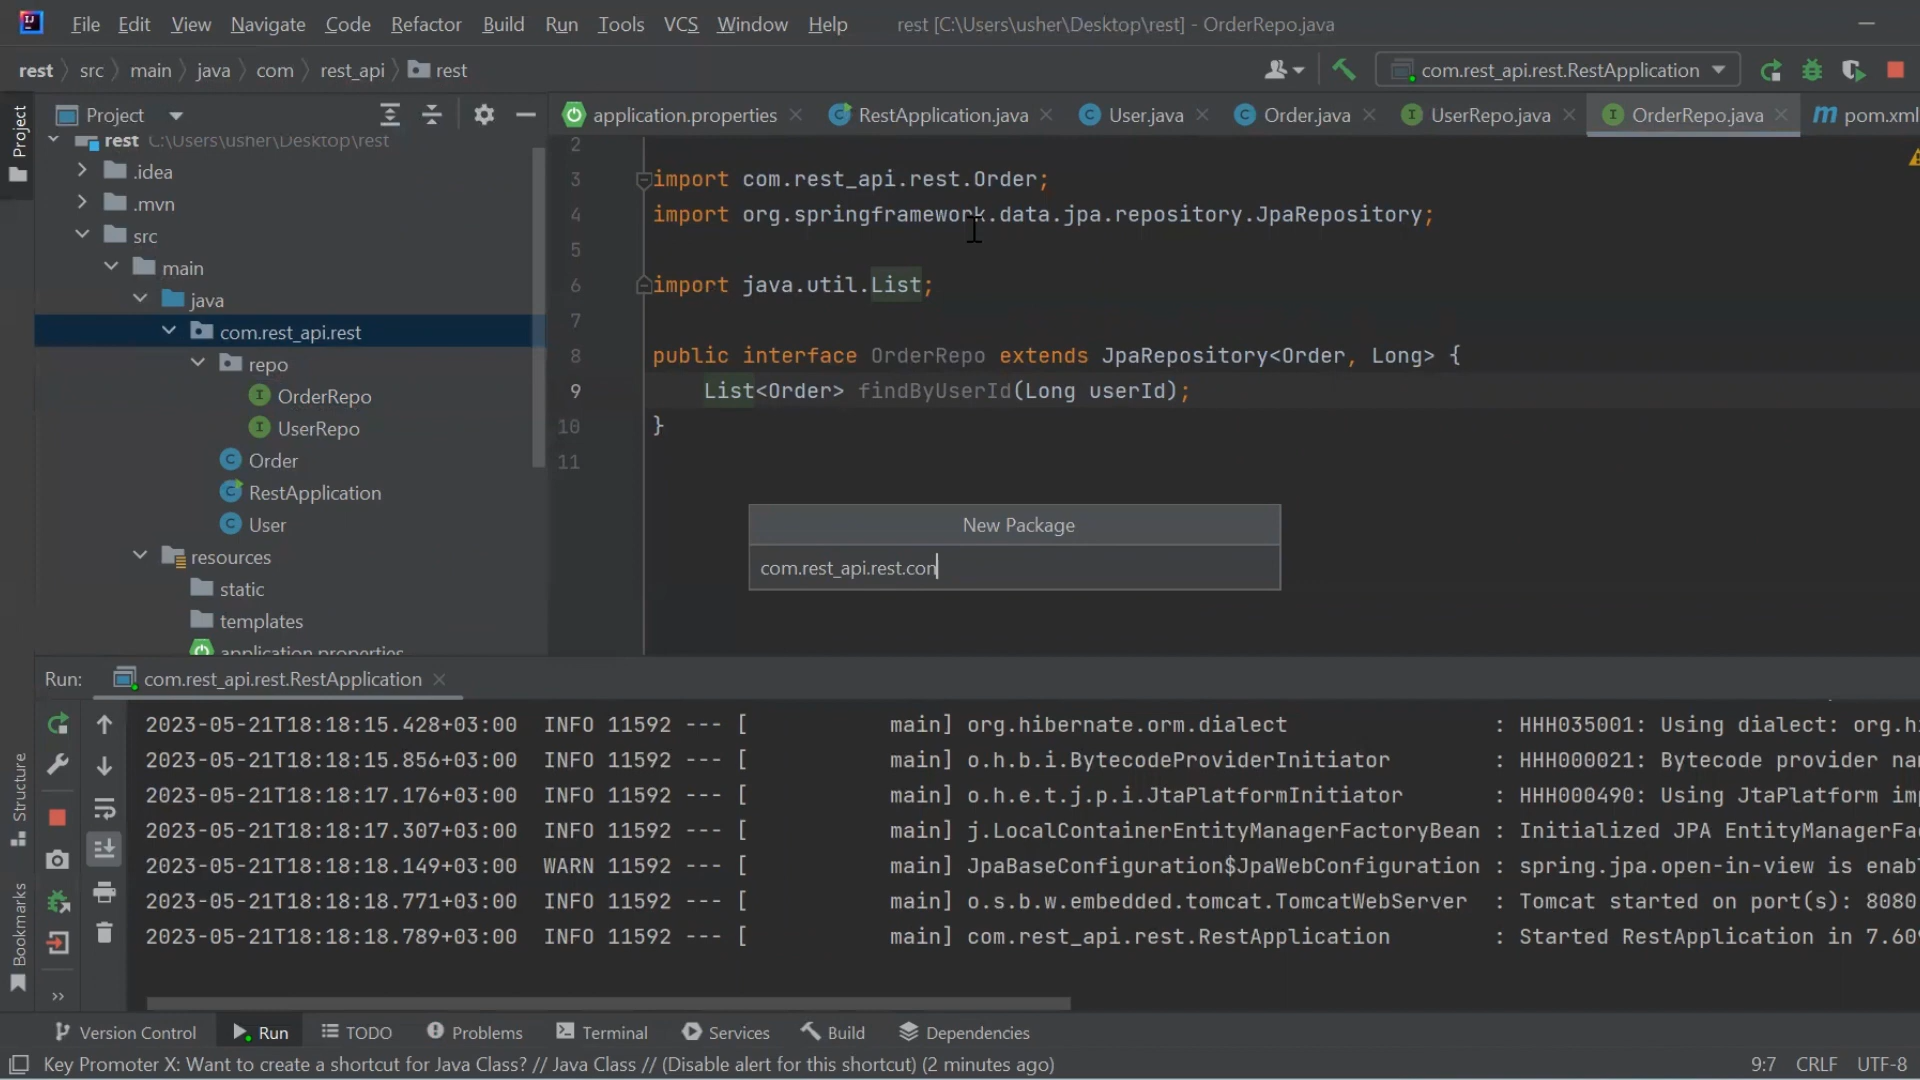 File Edit View Navigate Code Refactor Build Run Tools VCS Window Help rest [C:\Users\usher\Desktop\rest] - OrderRepo.java
rest src main java com rest_api rest com.rest_api.rest.RestApplication
Project
Project
application.properties RestApplication.java User.java Order.java UserRepo.java OrderRepo.java pom.xml
rest C:\Users\usher\Desktop\rest
.idea
.mvn
src
main
java
com.rest_api.rest
repo
OrderRepo
UserRepo
Order
RestApplication
User
resources
static
templates
application.properties
2
3 import com.rest_api.rest.Order;
4 import org.springframework.data.jpa.repository.JpaRepository;
5
6 import java.util.List;
7
8 public interface OrderRepo extends JpaRepository<Order, Long> {
9 List<Order> findByUserId(Long userId);
10 }
11
New Package
com.rest_api.rest.con
Run: com.rest_api.rest.RestApplication
2023-05-21T18:18:15.428+03:00 INFO 11592 --- [ main] org.hibernate.orm.dialect : HHH035001: Using dialect: org.hi
2023-05-21T18:18:15.856+03:00 INFO 11592 --- [ main] o.h.b.i.BytecodeProviderInitiator : HHH000021: Bytecode provider nam
2023-05-21T18:18:17.176+03:00 INFO 11592 --- [ main] o.h.e.t.j.p.i.JtaPlatformInitiator : HHH000490: Using JtaPlatform imp
2023-05-21T18:18:17.307+03:00 INFO 11592 --- [ main] j.LocalContainerEntityManagerFactoryBean : Initialized JPA EntityManagerFac
2023-05-21T18:18:18.149+03:00 WARN 11592 --- [ main] JpaBaseConfiguration$JpaWebConfiguration : spring.jpa.open-in-view is enabl
2023-05-21T18:18:18.771+03:00 INFO 11592 --- [ main] o.s.b.w.embedded.tomcat.TomcatWebServer : Tomcat started on port(s): 8080
2023-05-21T18:18:18.789+03:00 INFO 11592 --- [ main] com.rest_api.rest.RestApplication : Started RestApplication in 7.609
Structure
Bookmarks
Version Control Run TODO Problems Terminal Services Build Dependencies
Key Promoter X: Want to create a shortcut for Java Class? // Java Class // (Disable alert for this shortcut) (2 minutes ago) 9:7 CRLF UTF-8